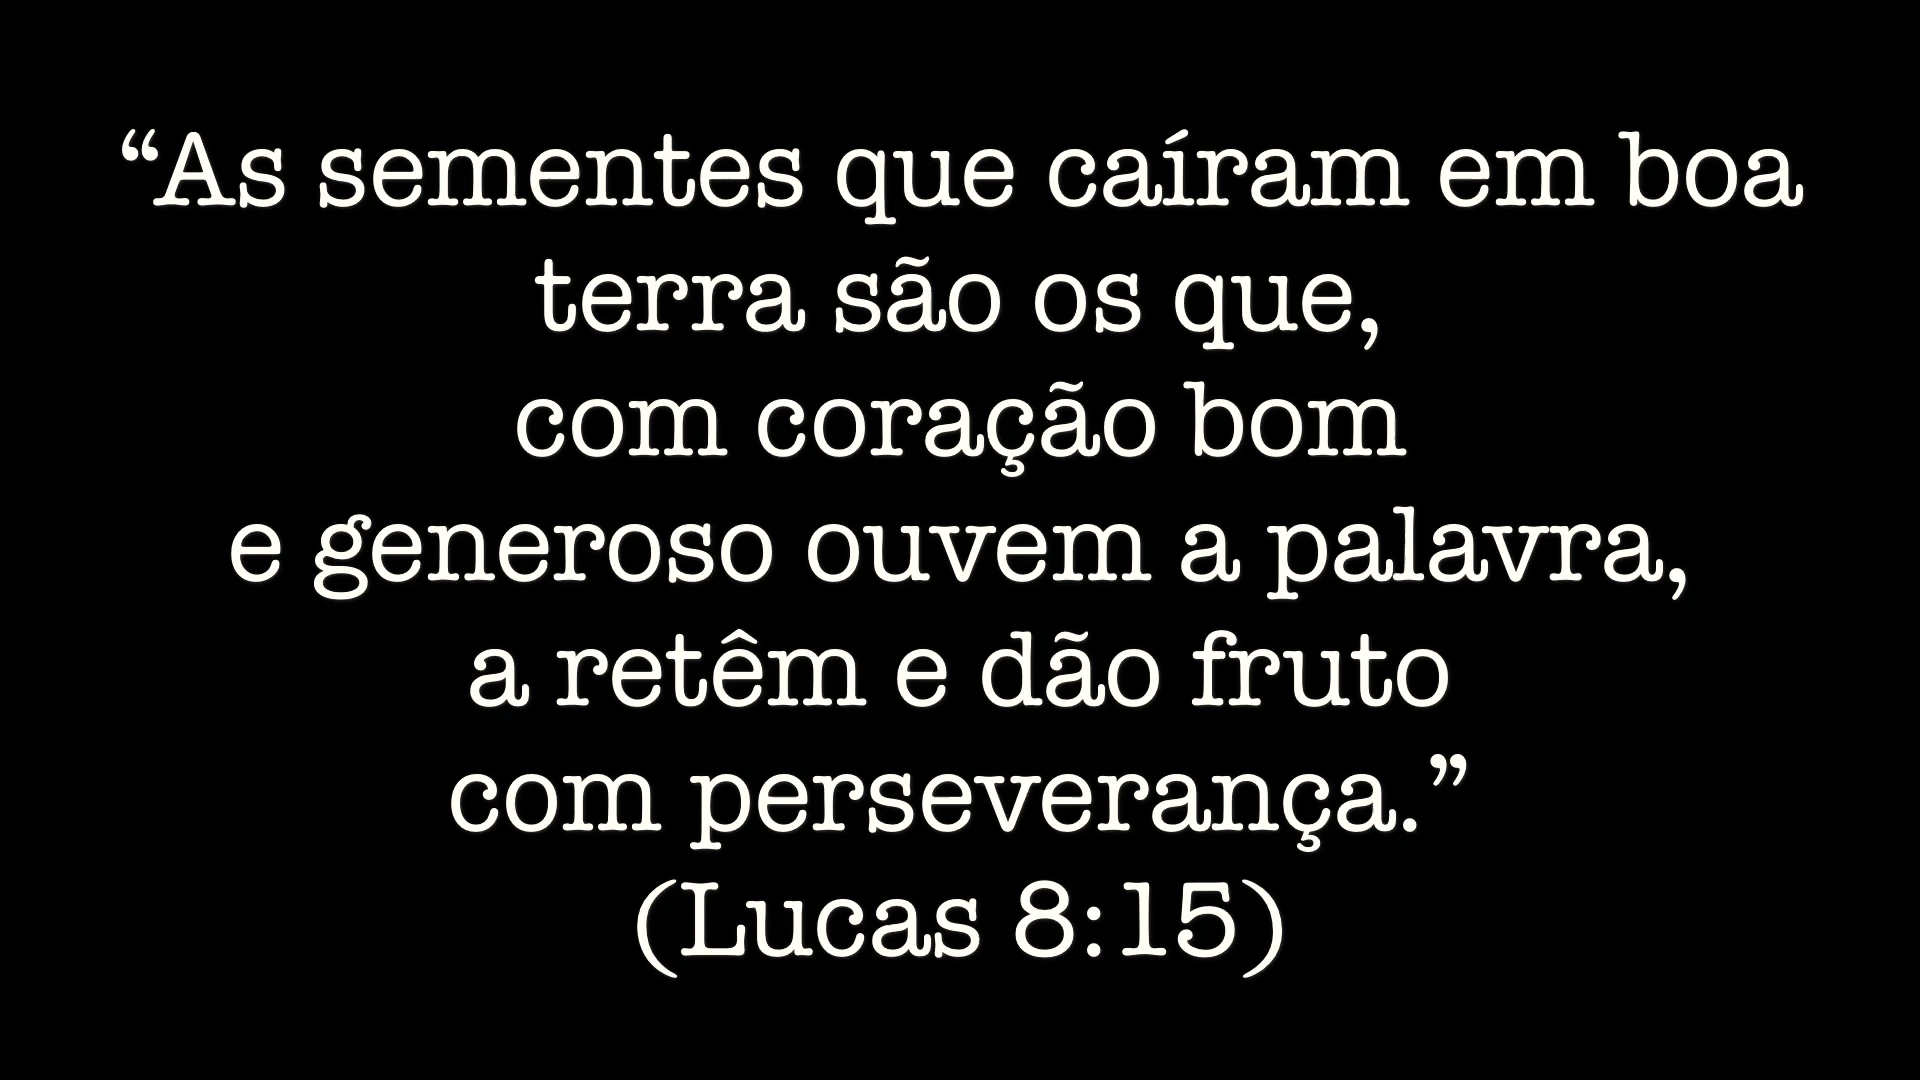 “As sementes que caíram em boa
terra são os que,
com coração bom
e generoso ouvem a palavra,
a retêm e dão fruto
com perseverança.”
(Lucas 8:15)